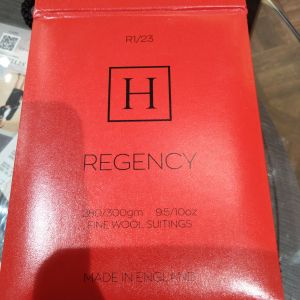 R1/23
H
REGENCY
280/300gm 9.5/10oz
FINE WOOL SUITINGS
MADE IN ENGLAND